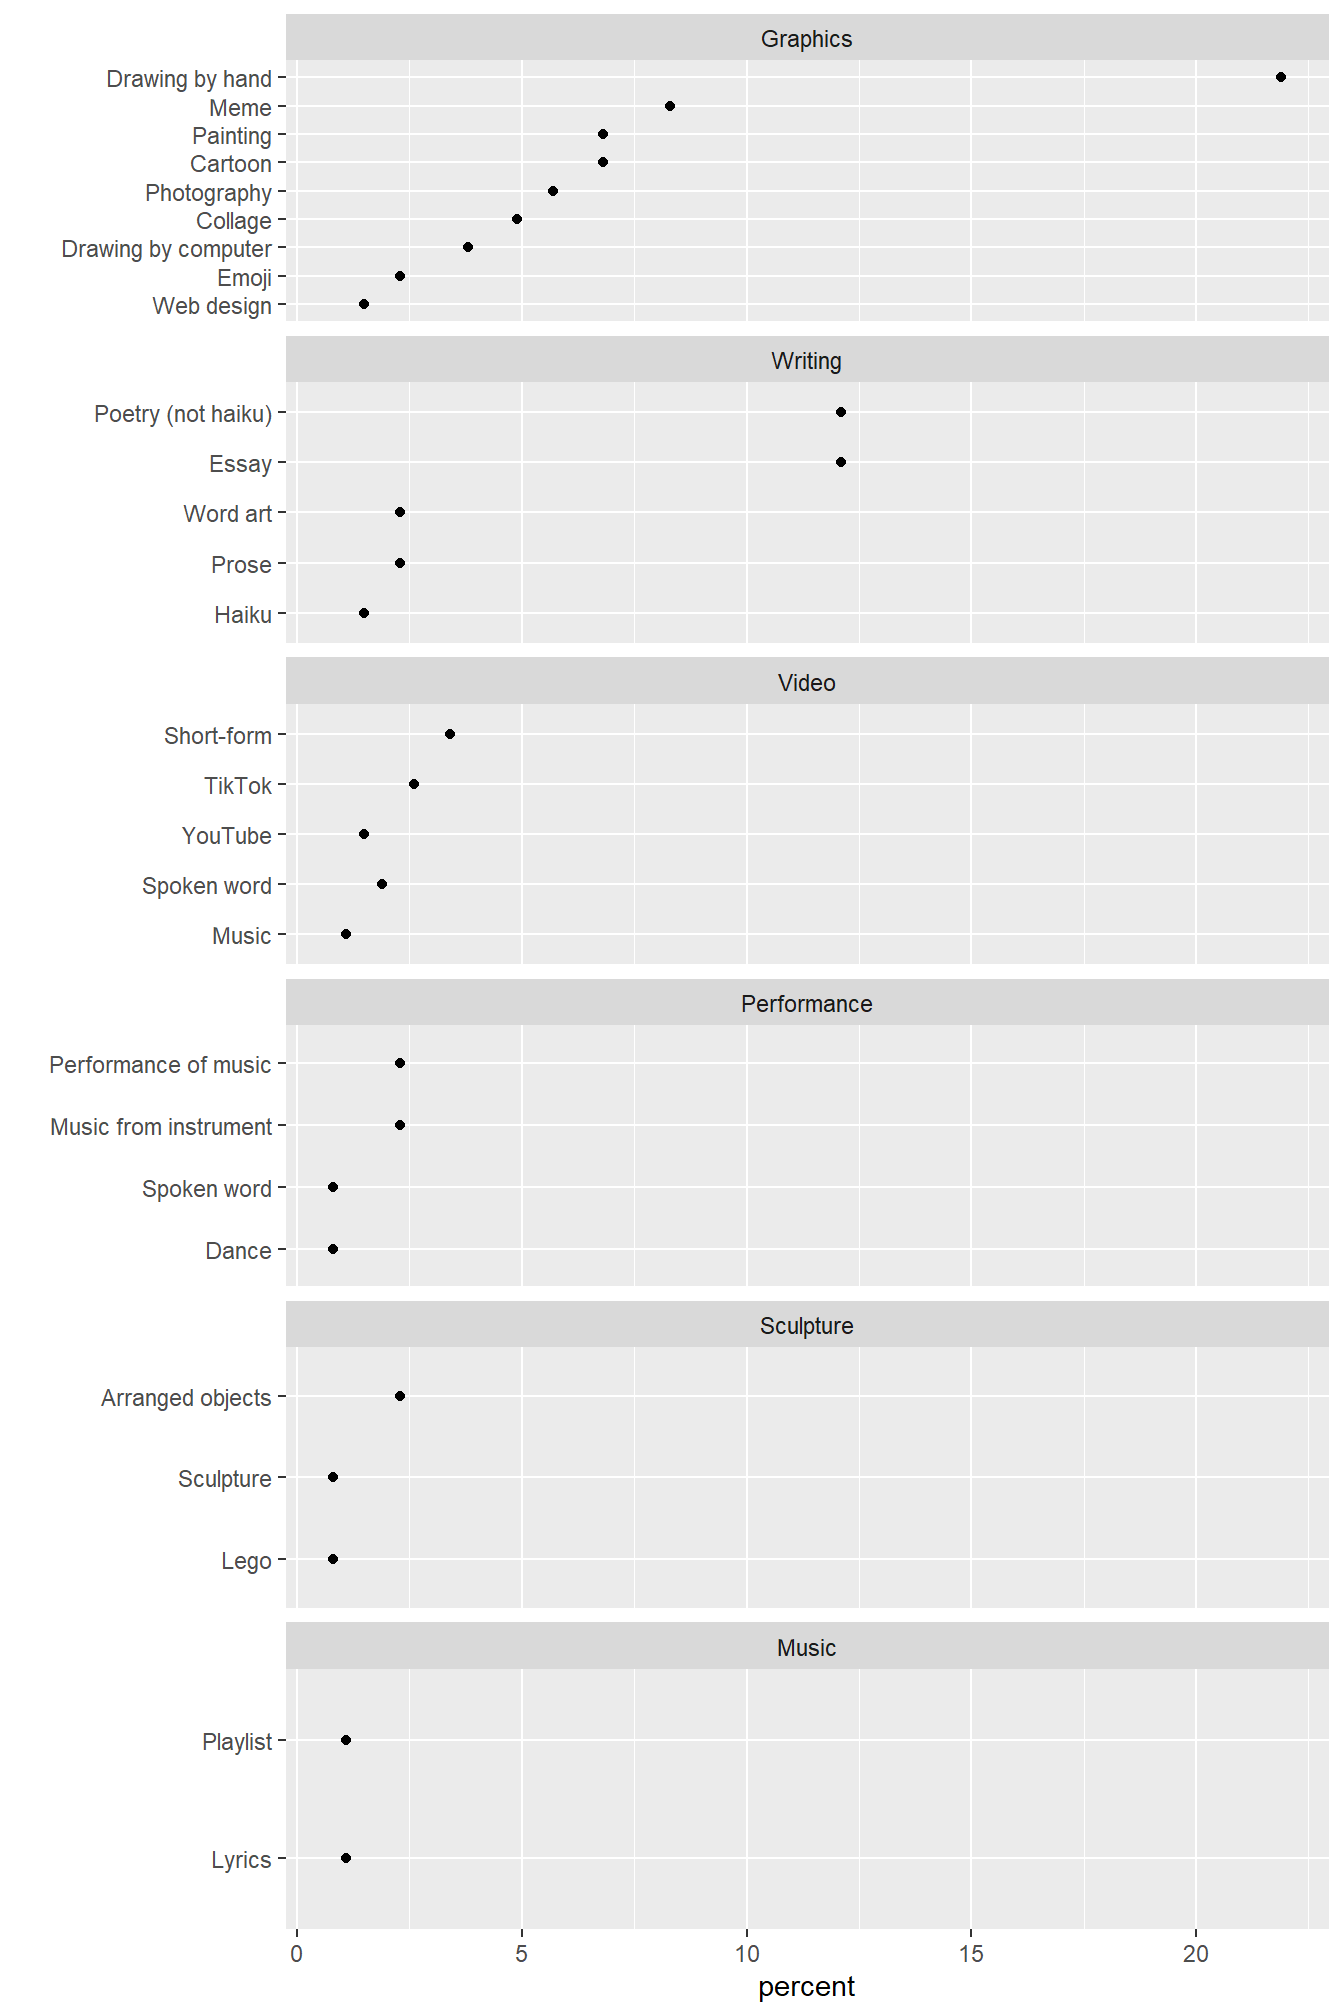 Graphics
Drawing by hand
Meme
Painting
Cartoon
Photography
Collage
Drawing by computer
Emoji
Web design
Writing
Poetry (not haiku)
Essay
Word art
Prose
Haiku
Video
Short-form
TikTok
YouTube
Spoken word
Music
Performance
Performance of music
Music from instrument
Spoken word
Dance
Sculpture
Arranged objects
Sculpture
Lego
Music
Playlist
Lyrics
0 5 10 15 20
percent